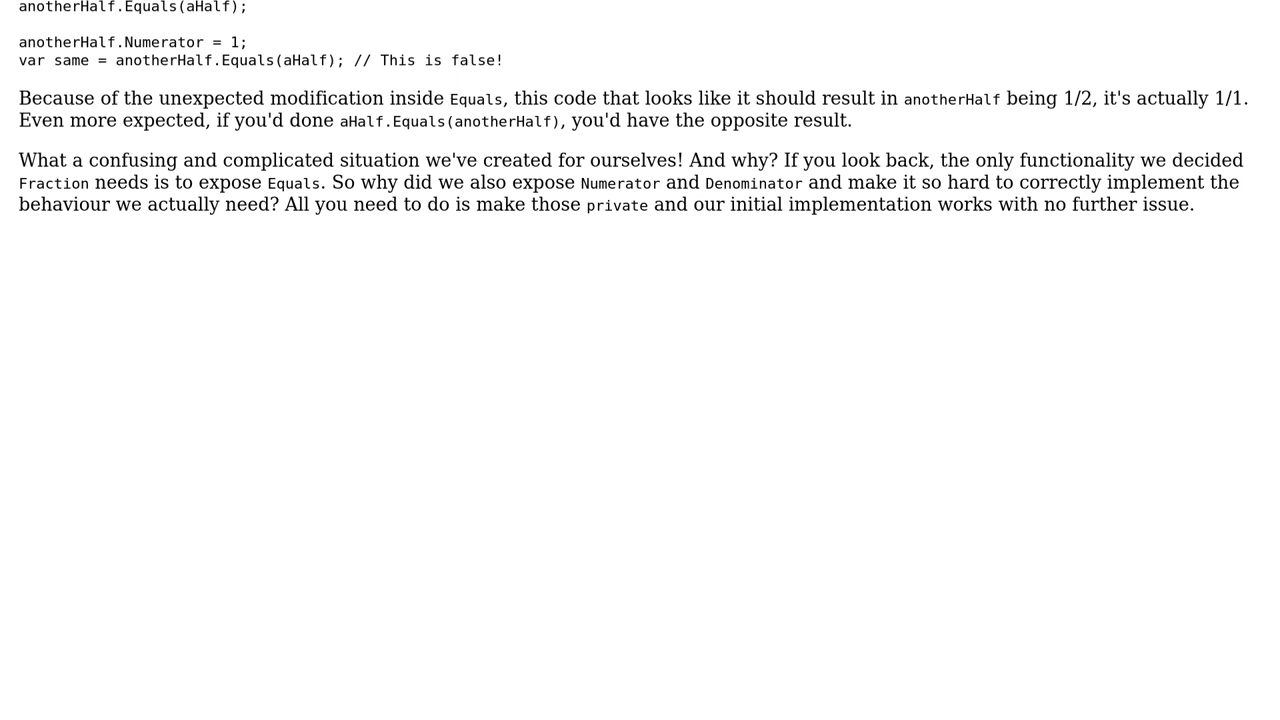 anotherHalf.Equals(aHalf);
anotherHalf.Numerator = 1;
var same = anotherHalf.Equals(aHalf); // This is false!
Because of the unexpected modification inside Equals, this code that looks like it should result in anotherHalf being 1/2, it's actually 1/1.
Even more expected, if you'd done aHalf.Equals(anotherHalf), you'd have the opposite result.
What a confusing and complicated situation we've created for ourselves! And why? If you look back, the only functionality we decided
Fraction needs is to expose Equals. So why did we also expose Numerator and Denominator and make it so hard to correctly implement the
behaviour we actually need? All you need to do is make those private and our initial implementation works with no further issue.